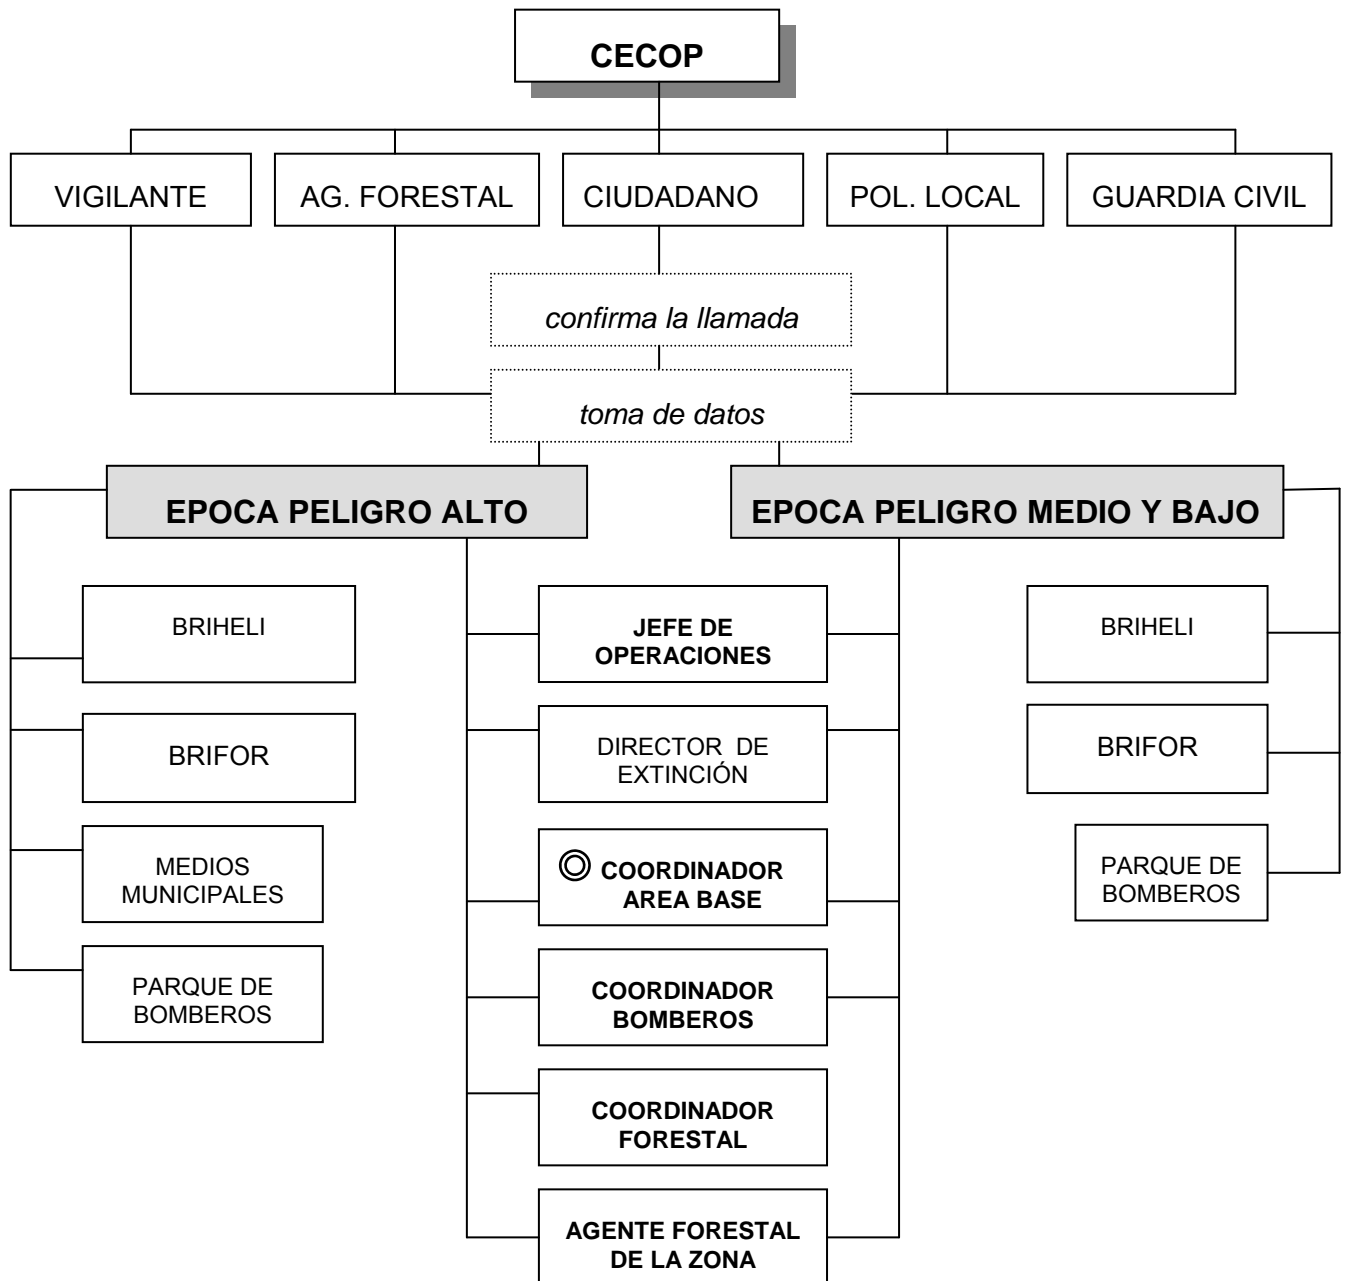 CECOP
VIGILANTE
AG. FORESTAL
CIUDADANO
POL. LOCAL
GUARDIA CIVIL
confirma la llamada
toma de datos
EPOCA PELIGRO ALTO
EPOCA PELIGRO MEDIO Y BAJO
BRIHELI
BRIFOR
MEDIOS
MUNICIPALES
PARQUE DE
BOMBEROS
JEFE DE
OPERACIONES
DIRECTOR DE
EXTINCIÓN
COORDINADOR
AREA BASE
COORDINADOR
BOMBEROS
COORDINADOR
FORESTAL
AGENTE FORESTAL
DE LA ZONA
BRIHELI
BRIFOR
PARQUE DE
BOMBEROS